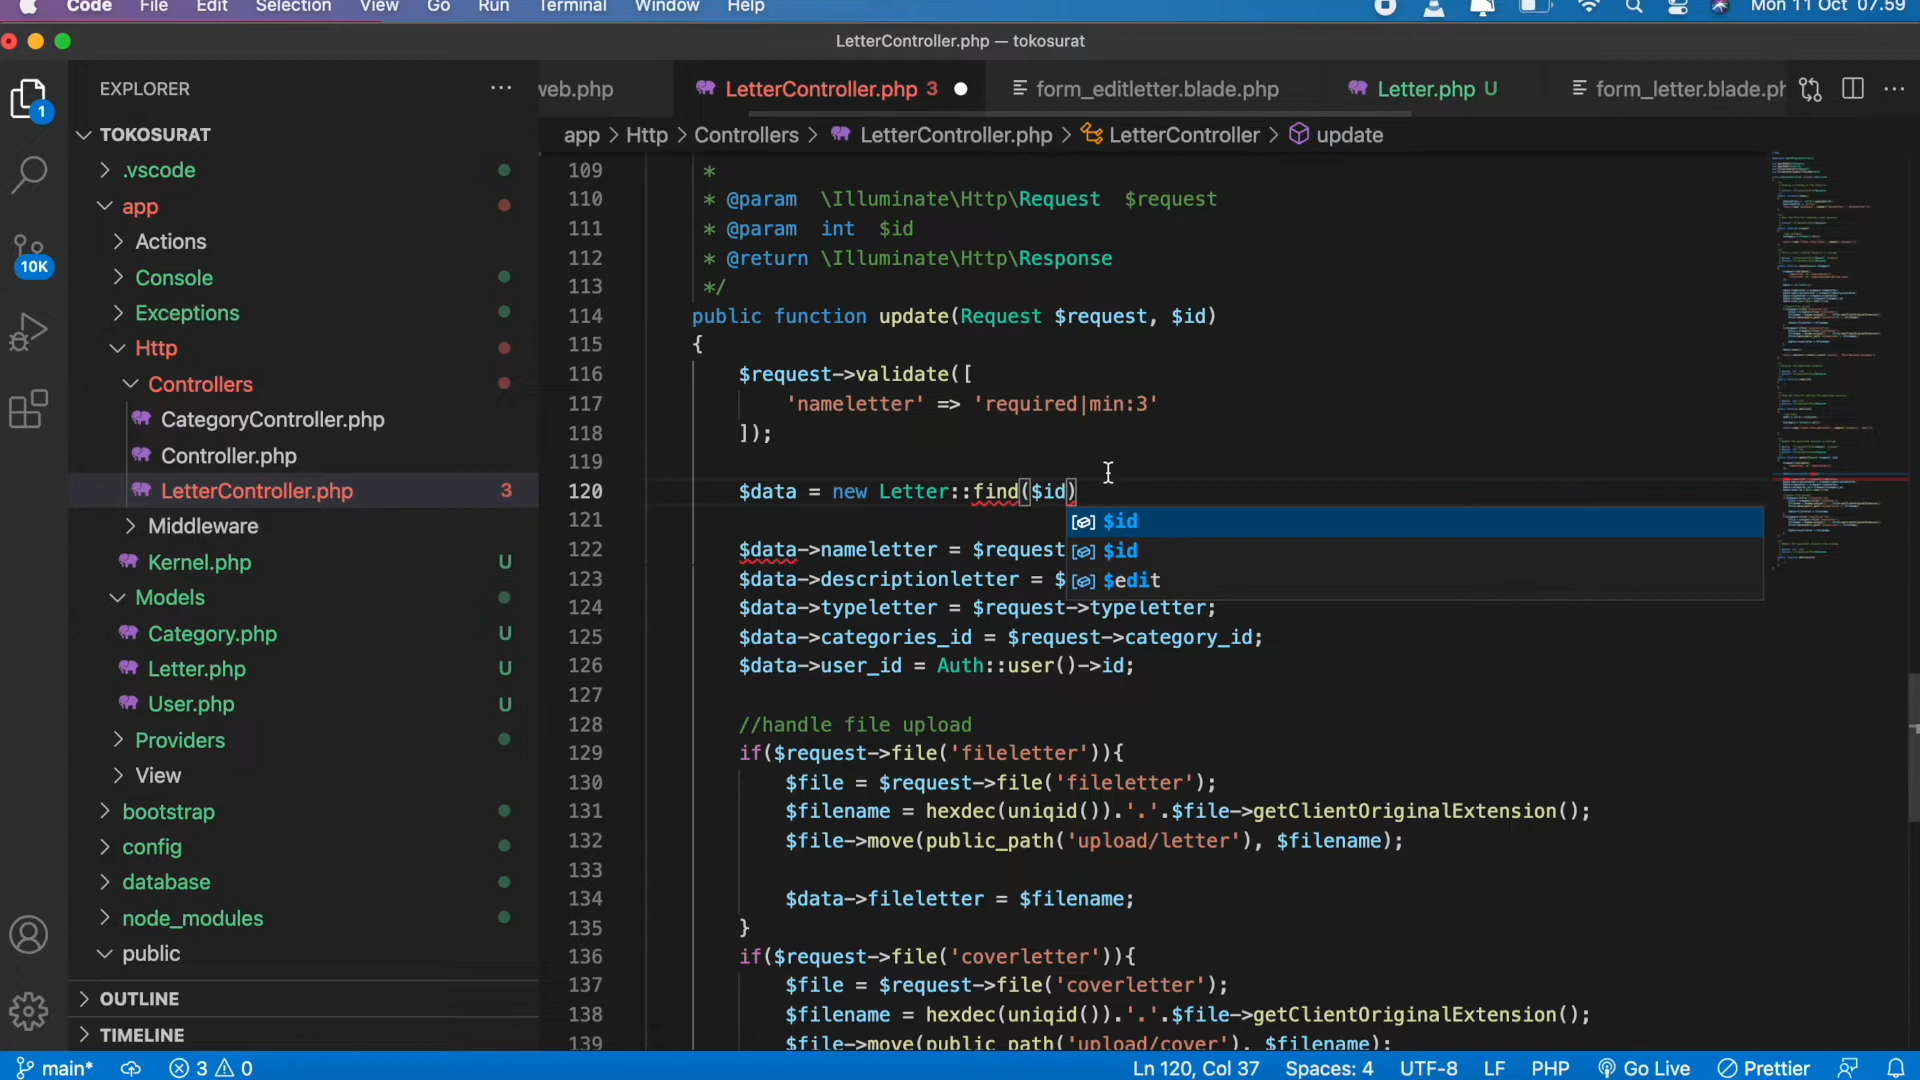 Code File Edit Selection View Go Run Terminal Window Help Mon 11 Oct 07.59
LetterController.php — tokosurat
EXPLORER
web.php LetterController.php 3 form_editletter.blade.php Letter.php U form_letter.blade.ph
app > Http > Controllers > LetterController.php > LetterController > update
1
10K
TOKOSURAT
.vscode
app
Actions
Console
Exceptions
Http
Controllers
CategoryController.php
Controller.php
LetterController.php 3
Middleware
Kernel.php U
Models
Category.php U
Letter.php U
User.php U
Providers
View
bootstrap
config
database
node_modules
public
OUTLINE
TIMELINE
109 *
110 * @param \Illuminate\Http\Request $request
111 * @param int $id
112 * @return \Illuminate\Http\Response
113 */
114 public function update(Request $request, $id)
115 {
116 $request->validate([
117 'nameletter' => 'required|min:3'
118 ]);
119
120 $data = new Letter::find($id)
121
122 $data->nameletter = $request
123 $data->descriptionletter = $
124 $data->typeletter = $request->typeletter;
125 $data->categories_id = $request->category_id;
126 $data->user_id = Auth::user()->id;
127
128 //handle file upload
129 if($request->file('fileletter')){
130 $file = $request->file('fileletter');
131 $filename = hexdec(uniqid()).'.'.$file->getClientOriginalExtension();
132 $file->move(public_path('upload/letter'), $filename);
133
134 $data->fileletter = $filename;
135 }
136 if($request->file('coverletter')){
137 $file = $request->file('coverletter');
138 $filename = hexdec(uniqid()).'.'.$file->getClientOriginalExtension();
139 $file->move(public_path('upload/cover'), $filename);
$id
$id
$edit
main* 3 0 Ln 120, Col 37 Spaces: 4 UTF-8 LF PHP Go Live Prettier